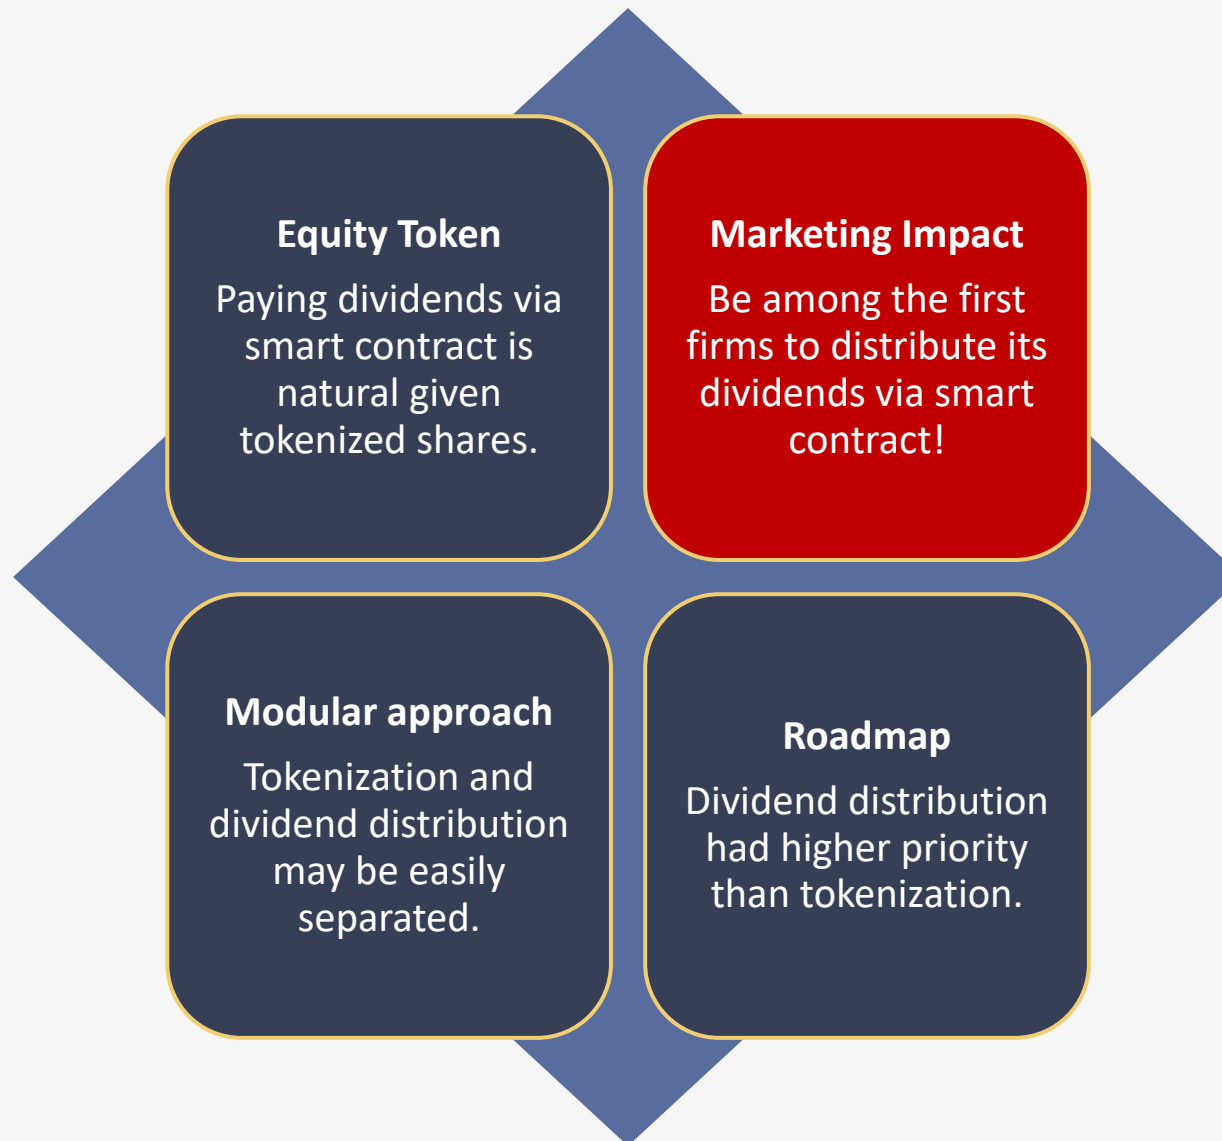 Equity Token
Paying dividends via
smart contract is
natural given
tokenized shares.
Marketing Impact
Be among the first
firms to distribute its
dividends via smart
contract!
Modular approach
Tokenization and
dividend distribution
may be easily
separated.
Roadmap
Dividend distribution
had higher priority
than tokenization.